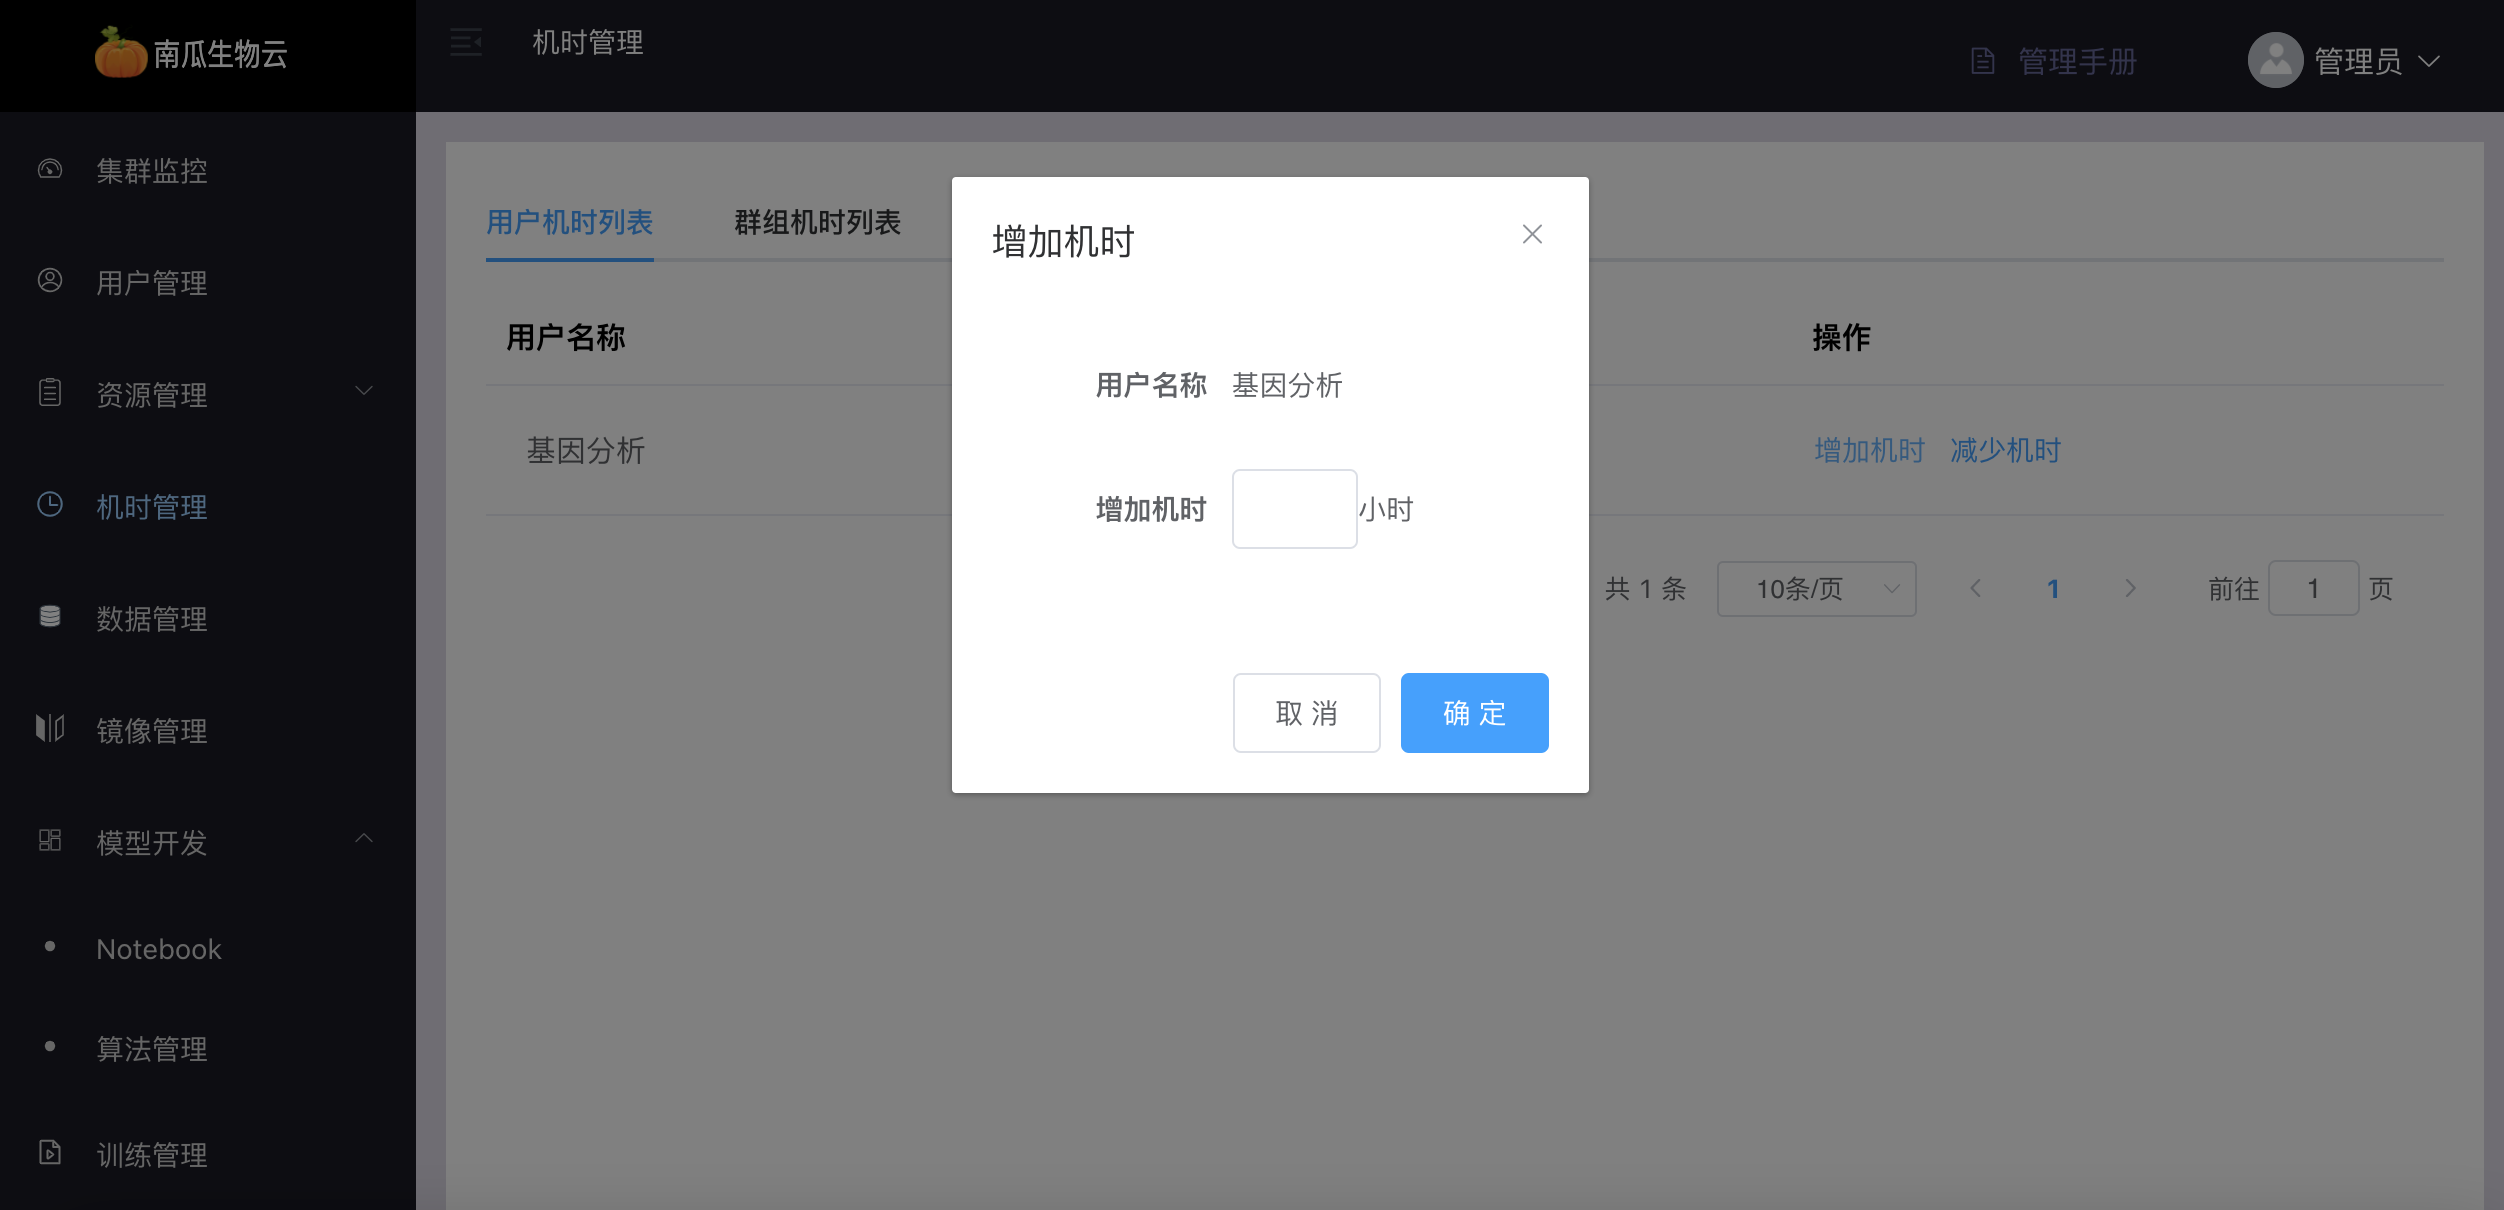 南瓜生物云
机时管理
管理手册
管理员
集群监控
用户管理
资源管理
机时管理
数据管理
镜像管理
模型开发
Notebook
算法管理
训练管理
用户机时列表 群组机时列表
用户名称 操作
基因分析 增加机时 减少机时
共 1 条 10条/页 1 前往 1 页
增加机时
用户名称 基因分析
增加机时 小时
取 消 确 定